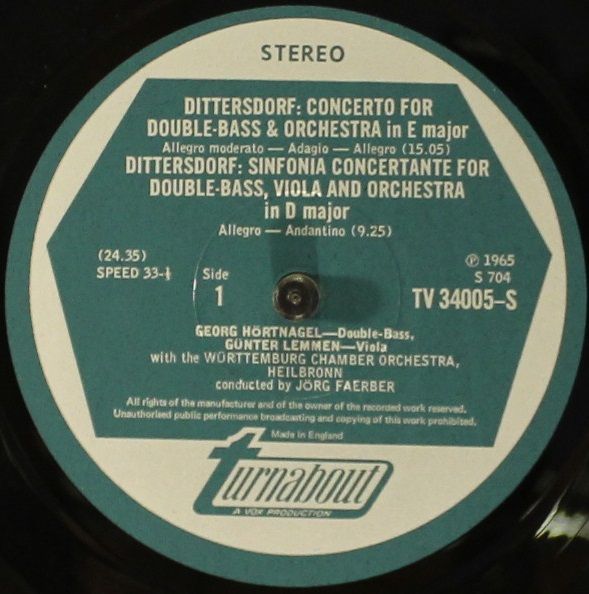 STEREO
DITTERSDORF: CONCERTO FOR
DOUBLE-BASS & ORCHESTRA in E major
Allegro moderato — Adagio — Allegro (15.05)
DITTERSDORF: SINFONIA CONCERTANTE FOR
DOUBLE-BASS, VIOLA AND ORCHESTRA
in D major
Allegro — Andantino (9.25)
(24.35)
SPEED 33-⅓
Side
1
℗ 1965
S 704
TV 34005-S
GEORG HÖRTNAGEL—Double-Bass,
GÜNTER LEMMEN—Viola
with the WÜRTTEMBURG CHAMBER ORCHESTRA,
HEILBRONN
conducted by JÖRG FAERBER
All rights of the manufacturer and of the owner of the recorded work reserved.
Unauthorised public performance broadcasting and copying of this work prohibited.
Made in England
turnabout
A VOX PRODUCTION